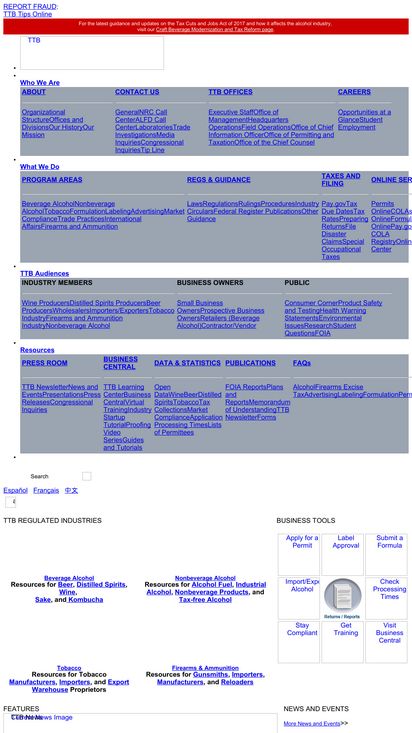 REPORT FRAUD:
TTB Tips Online
For the latest guidance and updates on the Tax Cuts and Jobs Act of 2017 and how it affects the alcohol industry,
visit our Craft Beverage Modernization and Tax Reform page.
TTB
Who We Are
ABOUT
Organizational
StructureOffices and
DivisionsOur HistoryOur
Mission
CONTACT US
GeneralNRC Call
CenterALFD Call
CenterLaboratoriesTrade
InvestigationsMedia
InquiriesCongressional
InquiriesTip Line
TTB OFFICES
Executive StaffOffice of
ManagementHeadquarters
OperationsField OperationsOffice of Chief
Information OfficerOffice of Permitting and
TaxationOffice of the Chief Counsel
CAREERS
Opportunities at a
GlanceStudent
Employment
What We Do
PROGRAM AREAS
Beverage AlcoholNonbeverage
AlcoholTobaccoFormulationLabelingAdvertisingMarket
ComplianceTrade PracticesInternational
AffairsFirearms and Ammunition
REGS & GUIDANCE
LawsRegulationsRulingsProceduresIndustry
CircularsFederal Register PublicationsOther
Guidance
TAXES AND
FILING
Pay.govTax
Due DatesTax
RatesPreparing
ReturnsFile
Disaster
ClaimsSpecial
Occupational
Taxes
ONLINE SER
Permits
OnlineCOLAs
OnlineFormul
OnlinePay.go
COLA
RegistryOnlin
Center
TTB Audiences
INDUSTRY MEMBERS
Wine ProducersDistilled Spirits ProducersBeer
ProducersWholesalersImporters/ExportersTobacco
IndustryFirearms and Ammunition
IndustryNonbeverage Alcohol
BUSINESS OWNERS
Small Business
OwnersProspective Business
OwnersRetailers (Beverage
Alcohol)Contractor/Vendor
PUBLIC
Consumer CornerProduct Safety
and TestingHealth Warning
StatementsEnvironmental
IssuesResearchStudent
QuestionsFOIA
Resources
PRESS ROOM
TTB NewsletterNews and
EventsPresentationsPress
ReleasesCongressional
Inquiries
BUSINESS
CENTRAL
TTB Learning
CenterBusiness
CentralVirtual
TrainingIndustry
Startup
TutorialProofing
Video
SeriesGuides
and Tutorials
DATA & STATISTICS
Open
DataWineBeerDistilled
SpiritsTobaccoTax
CollectionsMarket
ComplianceApplication
Processing TimesLists
of Permittees
PUBLICATIONS
FOIA ReportsPlans
and
ReportsMemorandum
of UnderstandingTTB
NewsletterForms
FAQs
AlcoholFirearms Excise
TaxAdvertisingLabelingFormulationPerm
Search
Español Français 中文
TTB REGULATED INDUSTRIES
Beverage Alcohol
Resources for Beer, Distilled Spirits,
Wine,
Sake, and Kombucha
Nonbeverage Alcohol
Resources for Alcohol Fuel, Industrial
Alcohol, Nonbeverage Products, and
Tax-free Alcohol
Tobacco
Resources for Tobacco
Manufacturers, Importers, and Export
Warehouse Proprietors
Firearms & Ammunition
Resources for Gunsmiths, Importers,
Manufacturers, and Reloaders
BUSINESS TOOLS
Apply for a
Permit
Label
Approval
Submit a
Formula
Import/Expo
Alcohol
Returns / Reports
Check
Processing
Times
Stay
Compliant
Get
Training
Visit
Business
Central
FEATURES
NEWS AND EVENTS
More News and Events>>